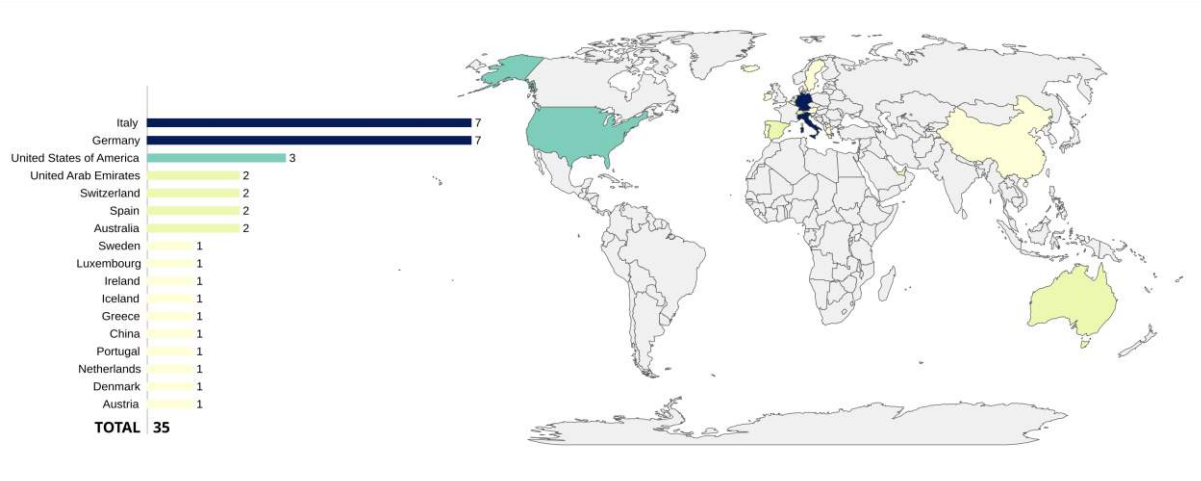 Italy 7
Germany 7
United States of America 3
United Arab Emirates 2
Switzerland 2
Spain 2
Australia 2
Sweden 1
Luxembourg 1
Ireland 1
Iceland 1
Greece 1
China 1
Portugal 1
Netherlands 1
Denmark 1
Austria 1
TOTAL 35